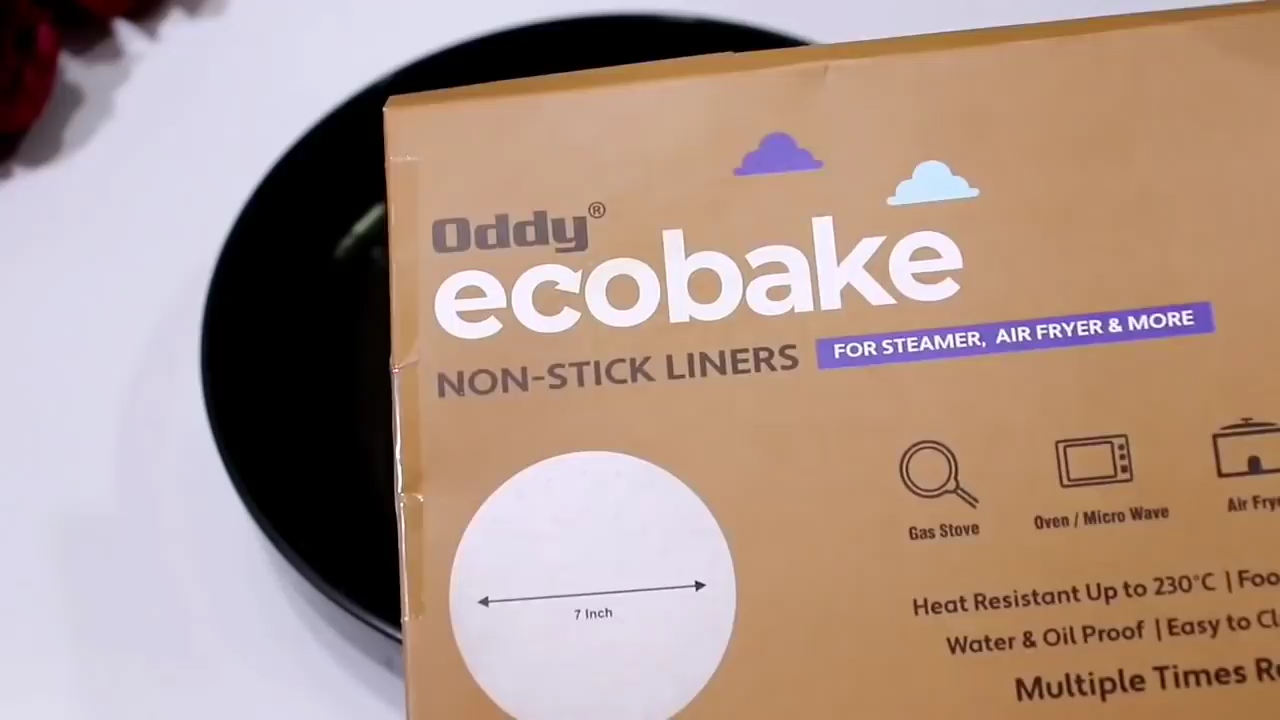 Oddy®
ecobake
NON-STICK LINERS FOR STEAMER, AIR FRYER & MORE
Gas Stove
Oven / Micro Wave
Air
7 Inch
Heat Resistant Up to 230°C |
Water & Oil Proof | Easy to
Multiple Times